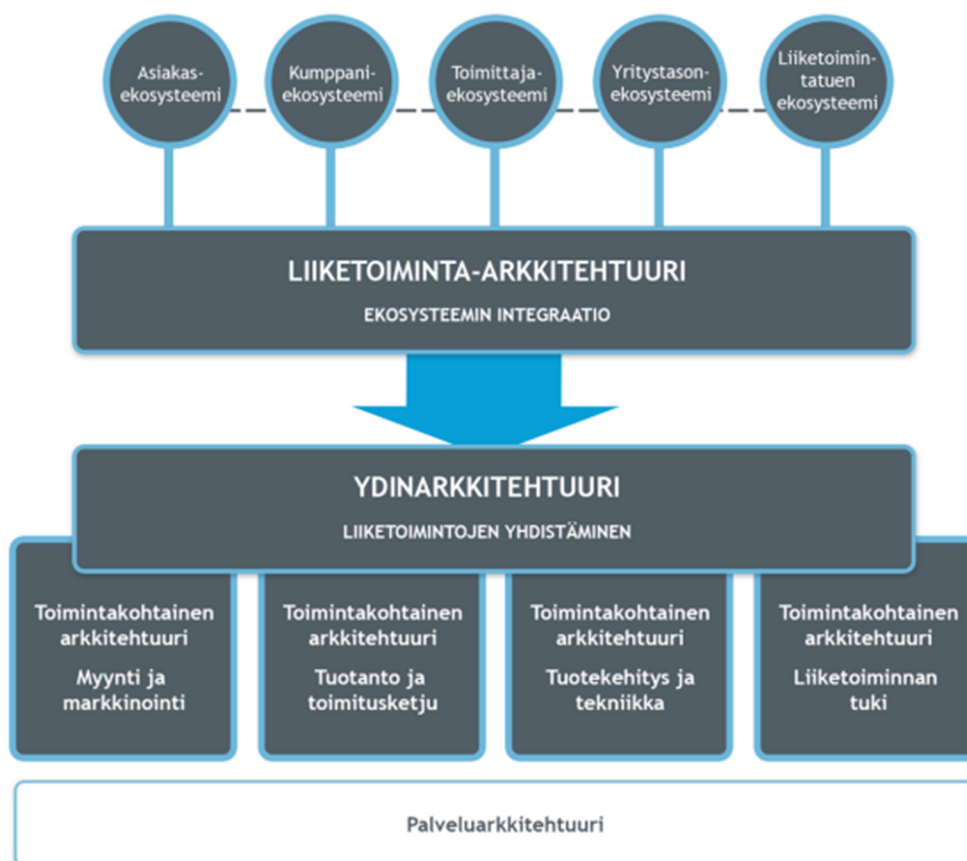 Asiakas-
ekosysteemi
Kumppani-
ekosysteemi
Toimittaja-
ekosysteemi
Yritystason-
ekosysteemi
Liiketoimin-
tatuen
ekosysteemi
LIIKETOIMINTA-ARKKITEHTUURI
EKOSYSTEEMIN INTEGRAATIO
YDINARKKITEHTUURI
LIIKETOIMINTOJEN YHDISTÄMINEN
Toimintakohtainen
arkkitehtuuri
Myynti ja
markkinointi
Toimintakohtainen
arkkitehtuuri
Tuotanto ja
toimitusketju
Toimintakohtainen
arkkitehtuuri
Tuotekehitys ja
tekniikka
Toimintakohtainen
arkkitehtuuri
Liiketoiminnan
tuki
Palveluarkkitehtuuri